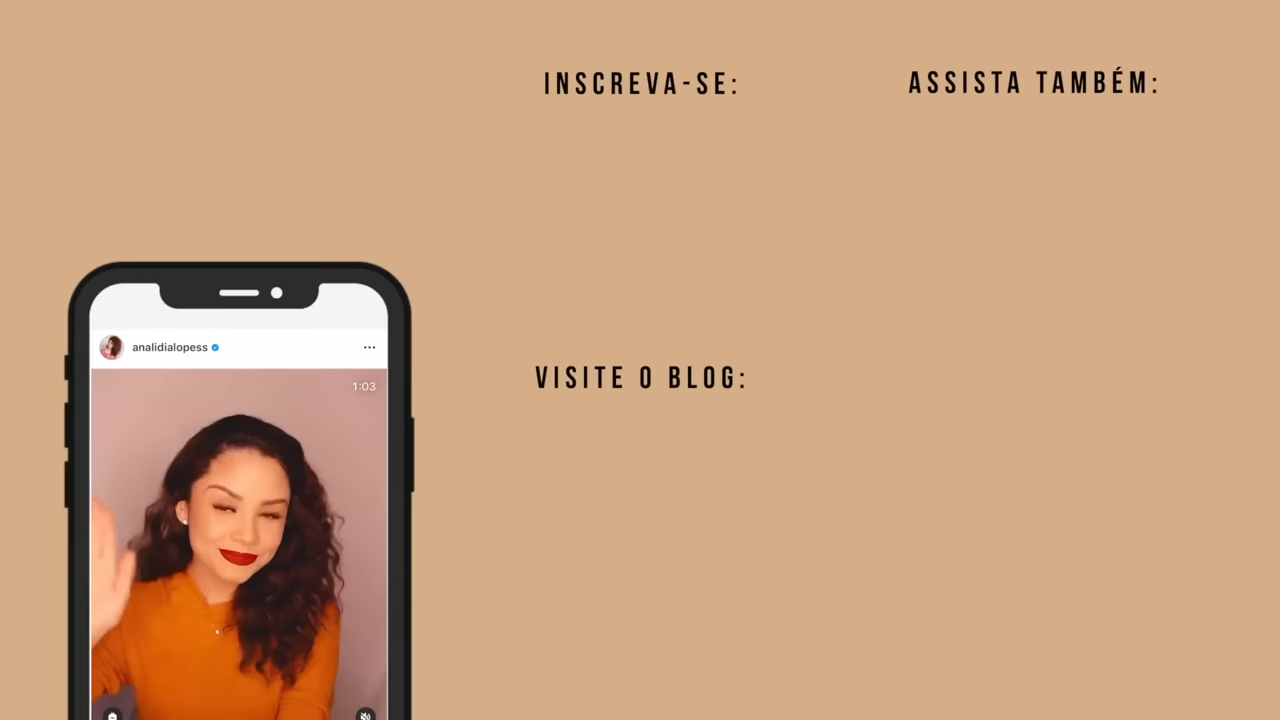 INSCREVA-SE:
ASSISTA TAMBÉM:
analidialopess
1:03
VISITE O BLOG: